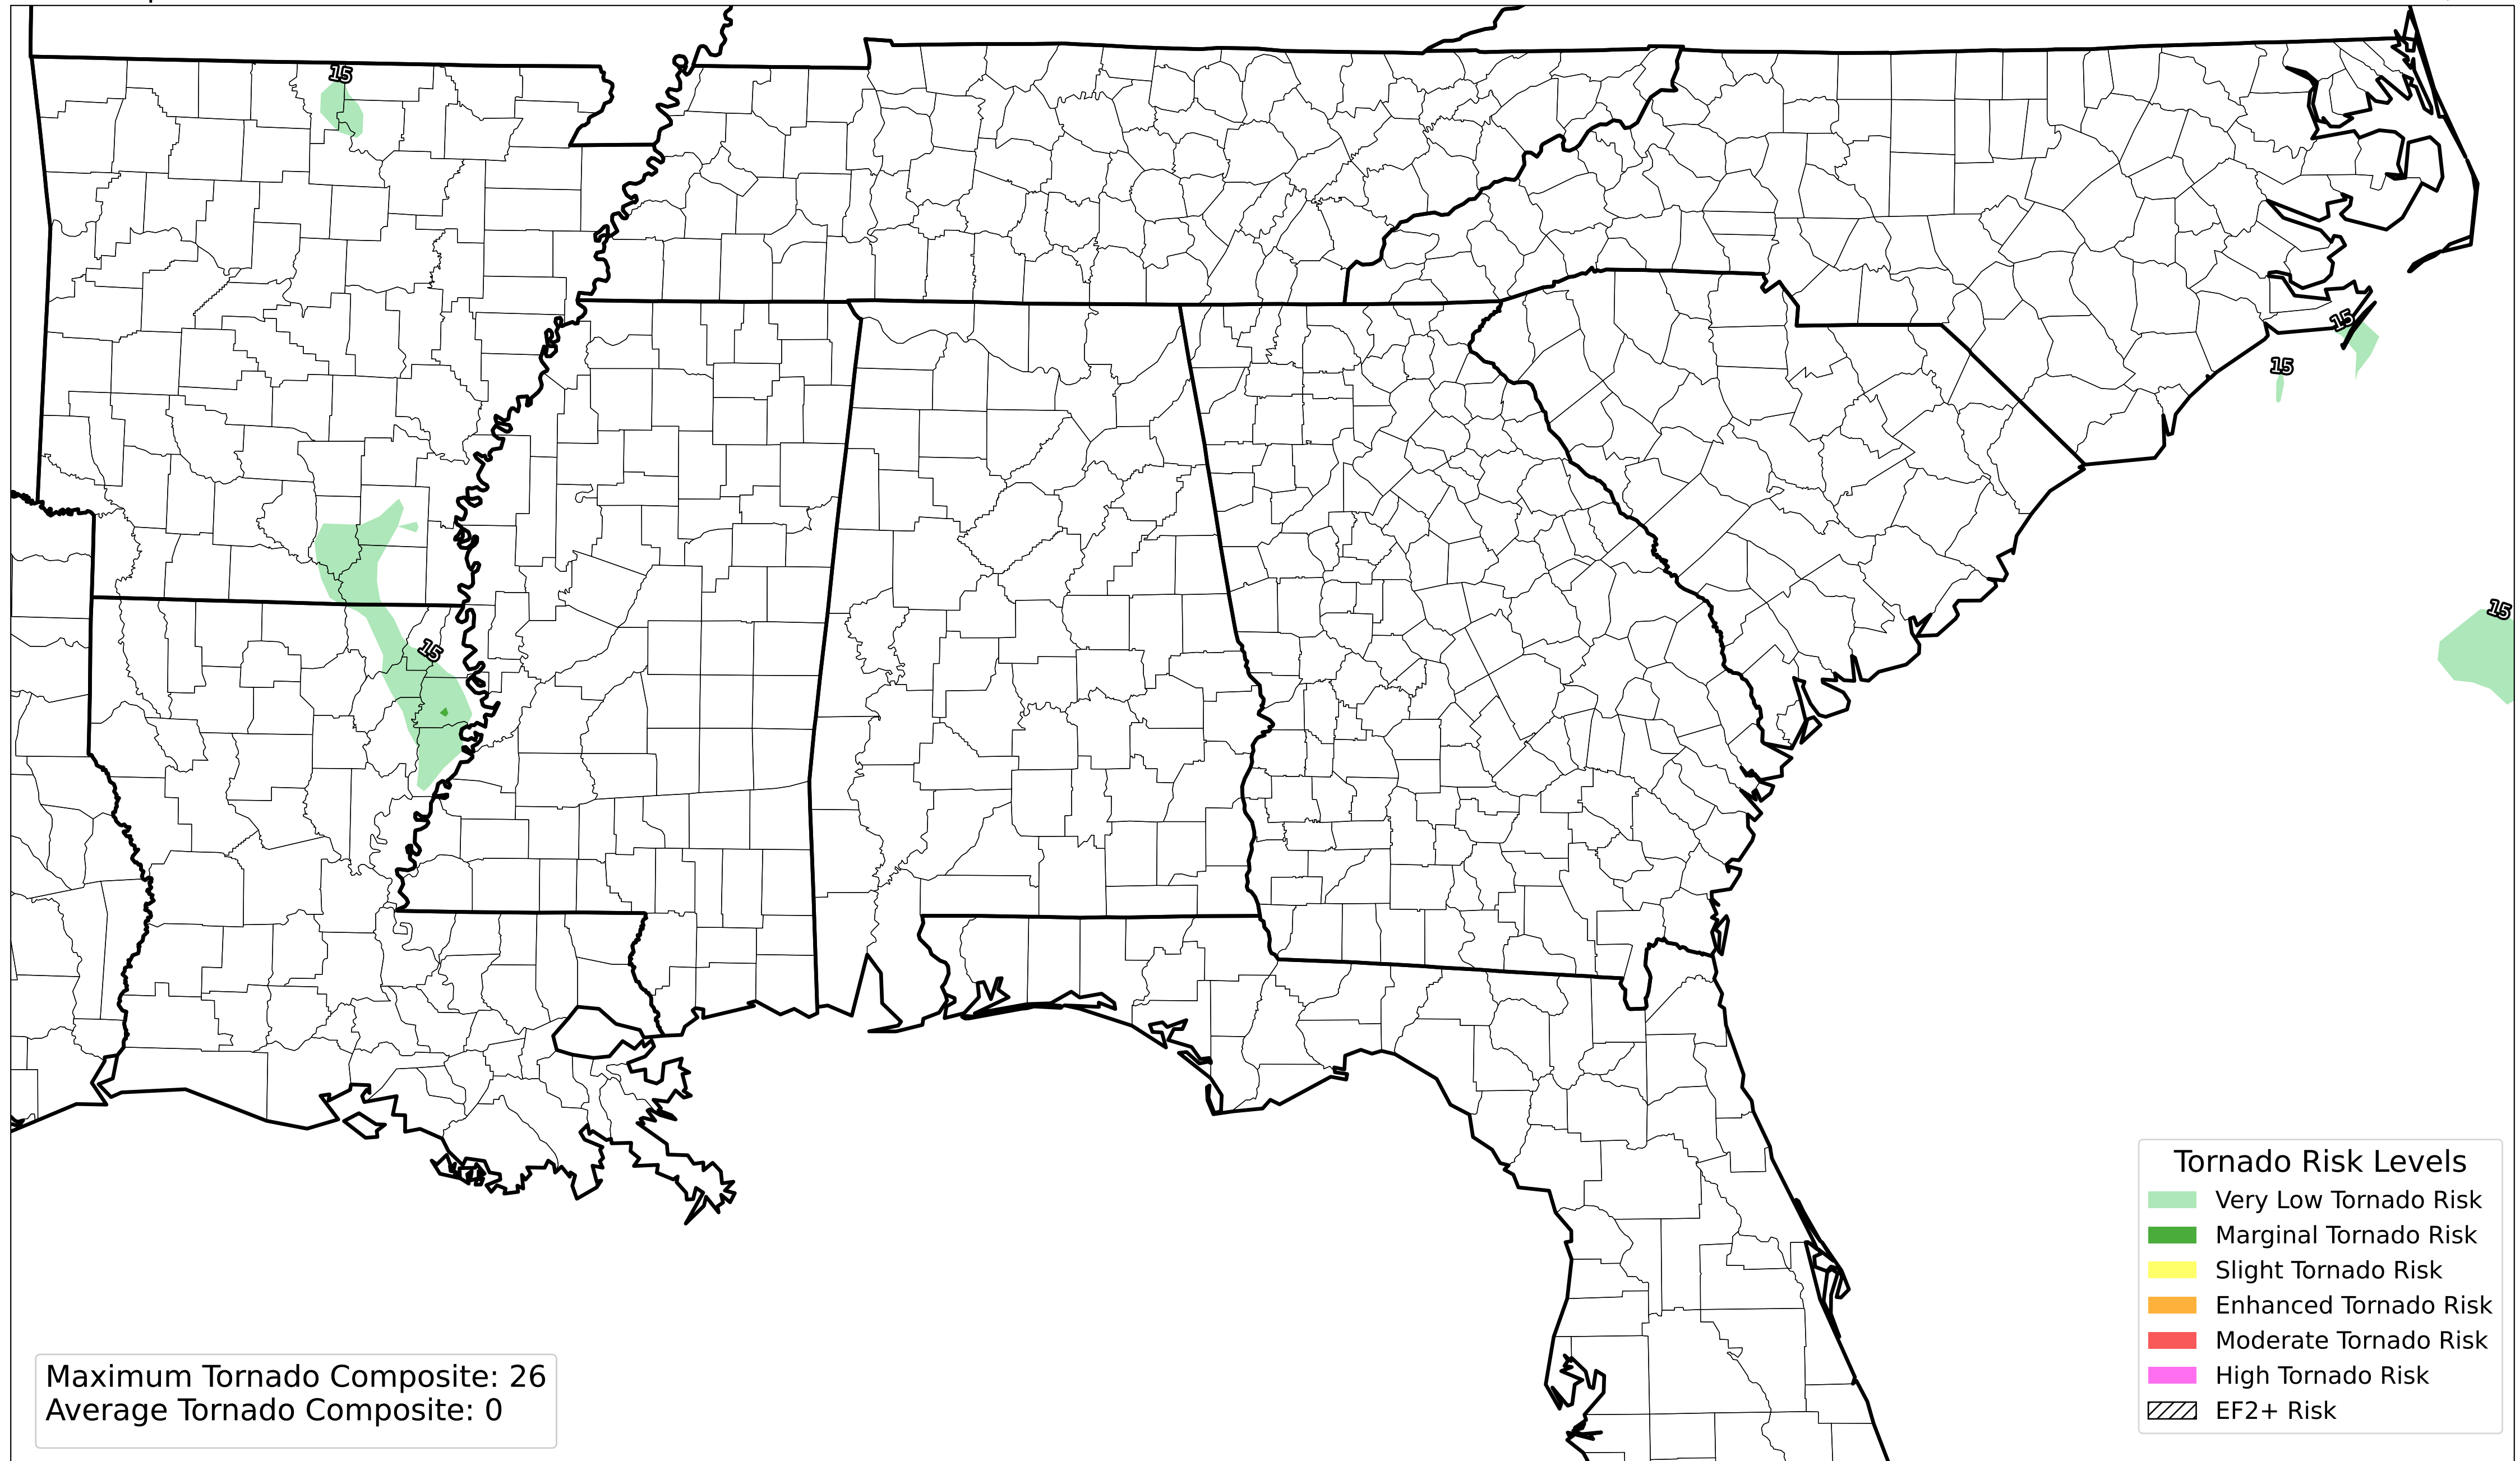 15
15
15
15
15
Tornado Risk Levels
Very Low Tornado Risk
Marginal Tornado Risk
Slight Tornado Risk
Enhanced Tornado Risk
Moderate Tornado Risk
High Tornado Risk
EF2+ Risk
Maximum Tornado Composite: 26
Average Tornado Composite: 0